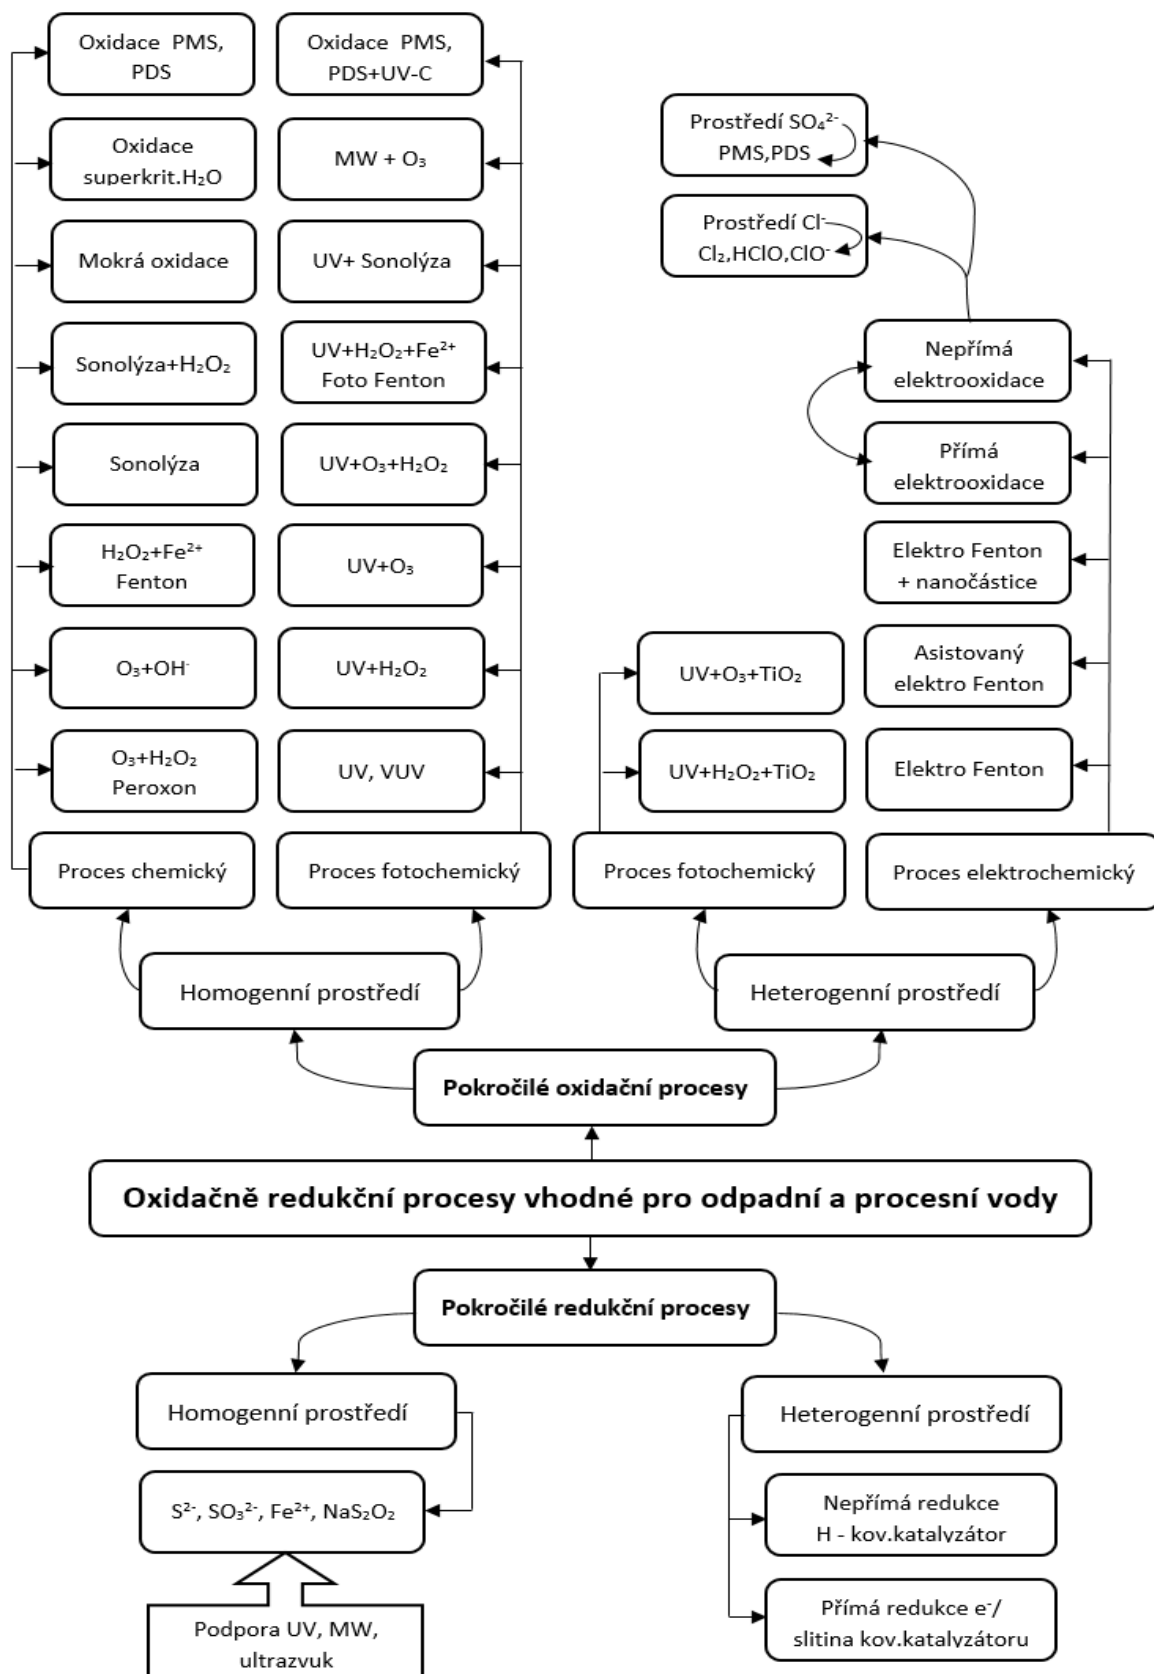 Oxidace PMS,
PDS
Oxidace PMS,
PDS+UV-C
Prostředí SO₄²⁻
PMS,PDS
Oxidace
superkrit.H₂O
MW + O₃
Prostředí Cl⁻
Cl₂,HClO,ClO⁻
Mokrá oxidace
UV+ Sonolýza
Sonolýza+H₂O₂
UV+H₂O₂+Fe²⁺
Foto Fenton
Nepřímá
elektrooxidace
Sonolýza
UV+O₃+H₂O₂
Přímá
elektrooxidace
H₂O₂+Fe²⁺
Fenton
UV+O₃
Elektro Fenton
+ nanočástice
O₃+OH⁻
UV+H₂O₂
UV+O₃+TiO₂
Asistovaný
elektro Fenton
O₃+H₂O₂
Peroxon
UV, VUV
UV+H₂O₂+TiO₂
Elektro Fenton
Proces chemický
Proces fotochemický
Proces fotochemický
Proces elektrochemický
Homogenní prostředí
Heterogenní prostředí
Pokročilé oxidační procesy
Oxidačně redukční procesy vhodné pro odpadní a procesní vody
Pokročilé redukční procesy
Homogenní prostředí
Heterogenní prostředí
S²⁻, SO₃²⁻, Fe²⁺, NaS₂O₂
Nepřímá redukce
H - kov.katalyzátor
Podpora UV, MW,
ultrazvuk
Přímá redukce e⁻/
slitina kov.katalyzátoru